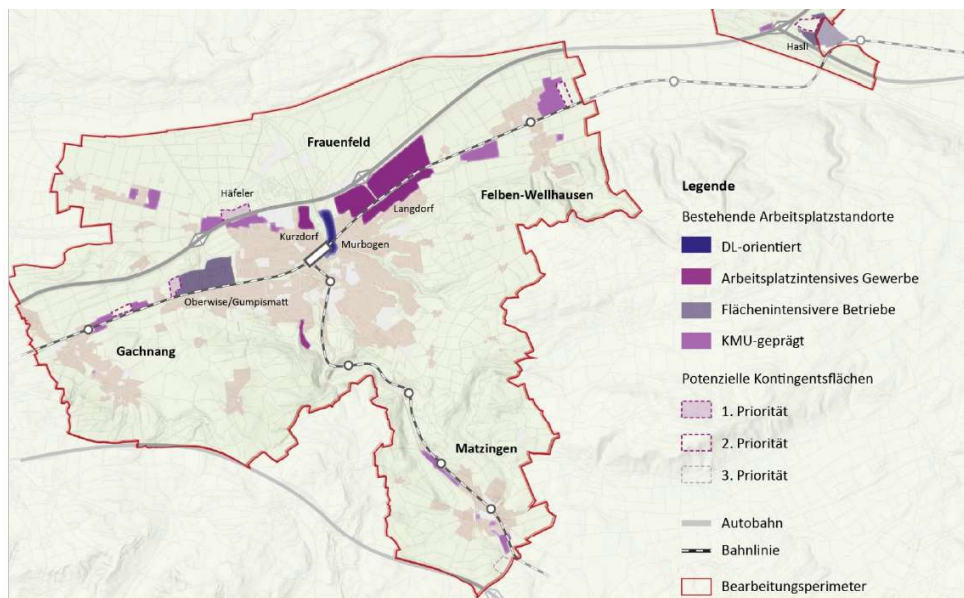 Hasli
Frauenfeld
Häfeler
Felben-Wellhausen
Langdorf
Kurzdorf
Murbogen
Oberwise/Gumpismatt
Gachnang
Matzingen
Legende
Bestehende Arbeitsplatzstandorte
DL-orientiert
Arbeitsplatzintensives Gewerbe
Flächenintensivere Betriebe
KMU-geprägt
Potenzielle Kontingentsflächen
1. Priorität
2. Priorität
3. Priorität
Autobahn
Bahnlinie
Bearbeitungsperimeter